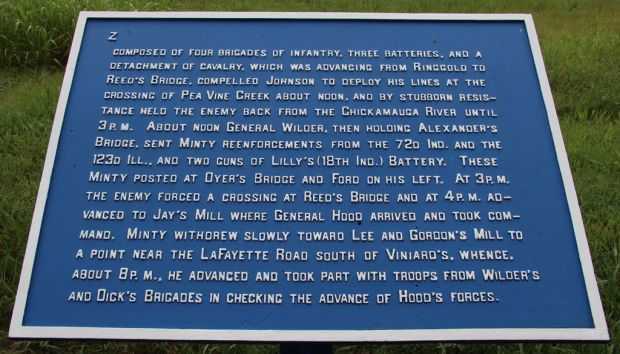 Z
COMPOSED OF FOUR BRIGADES OF INFANTRY, THREE BATTERIES, AND A
DETACHMENT OF CAVALRY, WHICH WAS ADVANCING FROM RINGGOLD TO
REED'S BRIDGE, COMPELLED JOHNSON TO DEPLOY HIS LINES AT THE
CROSSING OF PEA VINE CREEK ABOUT NOON, AND BY STUBBORN RESIS-
TANCE HELD THE ENEMY BACK FROM THE CHICKAMAUGA RIVER UNTIL
3 P.M. ABOUT NOON GENERAL WILDER, THEN HOLDING ALEXANDER'S
BRIDGE, SENT MINTY REENFORCEMENTS FROM THE 72D IND. AND THE
123D ILL., AND TWO GUNS OF LILLY'S (18TH IND.) BATTERY. THESE
MINTY POSTED AT DYER'S BRIDGE AND FORD ON HIS LEFT. AT 3 P.M.
THE ENEMY FORCED A CROSSING AT REED'S BRIDGE AND AT 4 P.M. AD-
VANCED TO JAY'S MILL WHERE GENERAL HOOD ARRIVED AND TOOK COM-
MAND. MINTY WITHDREW SLOWLY TOWARD LEE AND GORDON'S MILL TO
A POINT NEAR THE LAFAYETTE ROAD SOUTH OF VINIARD'S, WHENCE,
ABOUT 8 P.M., HE ADVANCED AND TOOK PART WITH TROOPS FROM WILDER'S
AND DICK'S BRIGADES IN CHECKING THE ADVANCE OF HOOD'S FORCES.